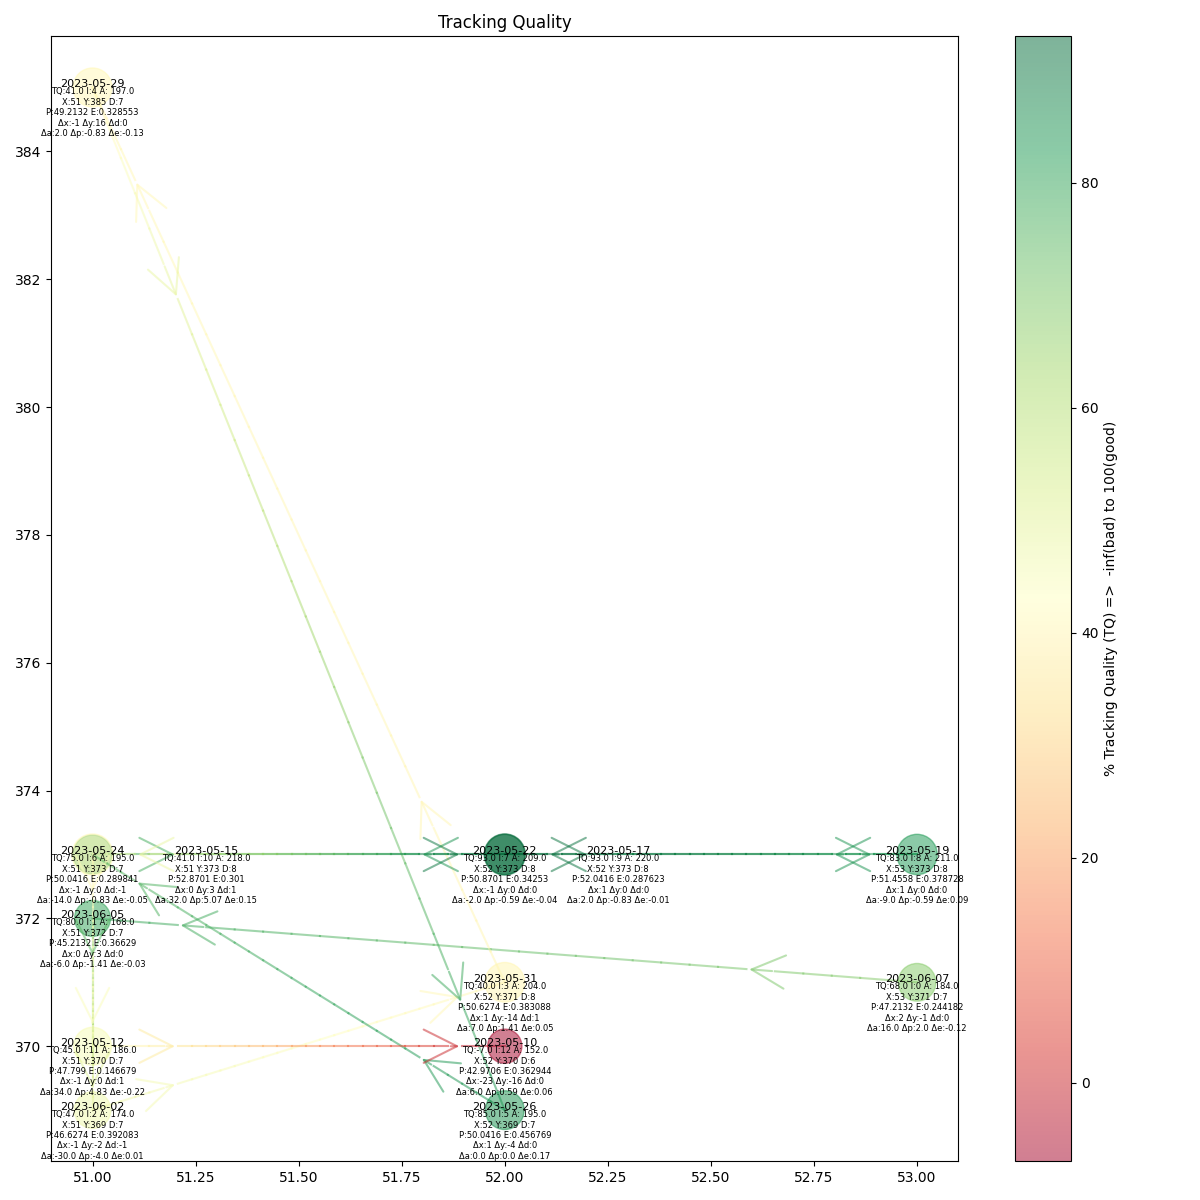 Tracking Quality
2023-05-29
TQ:41.0 I:4 A: 197.0
X:51 Y:385 D:7
P:49.2132 E:0.328553
Δx:-1 Δy:16 Δd:0
Δa:2.0 Δp:-0.83 Δe:-0.13
2023-05-24
TQ:75.0 I:6 A: 195.0
X:51 Y:373 D:7
P:50.0416 E:0.289841
Δx:-1 Δy:0 Δd:-1
Δa:-14.0 Δp:-0.83 Δe:-0.05
2023-05-15
TQ:41.0 I:10 A: 218.0
X:51 Y:373 D:8
P:52.8701 E:0.301
Δx:0 Δy:3 Δd:1
Δa:32.0 Δp:5.07 Δe:0.15
2023-05-22
TQ:93.0 I:7 A: 209.0
X:52 Y:373 D:8
P:50.8701 E:0.34253
Δx:-1 Δy:0 Δd:0
Δa:-2.0 Δp:-0.59 Δe:-0.04
2023-05-17
TQ:93.0 I:9 A: 220.0
X:52 Y:373 D:8
P:52.0416 E:0.287623
Δx:1 Δy:0 Δd:0
Δa:2.0 Δp:-0.83 Δe:-0.01
2023-05-19
TQ:83.0 I:8 A: 211.0
X:53 Y:373 D:8
P:51.4558 E:0.378728
Δx:1 Δy:0 Δd:0
Δa:-9.0 Δp:-0.59 Δe:0.09
2023-06-05
TQ:80.0 I:1 A: 168.0
X:51 Y:372 D:7
P:45.2132 E:0.36629
Δx:0 Δy:3 Δd:0
Δa:-6.0 Δp:-1.41 Δe:-0.03
2023-05-31
TQ:40.0 I:3 A: 204.0
X:52 Y:371 D:8
P:50.6274 E:0.383088
Δx:1 Δy:-14 Δd:1
Δa:7.0 Δp:1.41 Δe:0.05
2023-06-07
TQ:68.0 I:0 A: 184.0
X:53 Y:371 D:7
P:47.2132 E:0.244182
Δx:2 Δy:-1 Δd:0
Δa:16.0 Δp:2.0 Δe:-0.12
2023-05-12
TQ:45.0 I:11 A: 186.0
X:51 Y:370 D:7
P:47.799 E:0.146679
Δx:-1 Δy:0 Δd:1
Δa:34.0 Δp:4.83 Δe:-0.22
2023-05-10
TQ:-7.0 I:12 A: 152.0
X:52 Y:370 D:6
P:42.9706 E:0.362944
Δx:-23 Δy:-16 Δd:0
Δa:6.0 Δp:0.59 Δe:0.06
2023-06-02
TQ:47.0 I:2 A: 174.0
X:51 Y:369 D:7
P:46.6274 E:0.392083
Δx:-1 Δy:-2 Δd:-1
Δa:-30.0 Δp:-4.0 Δe:0.01
2023-05-26
TQ:85.0 I:5 A: 195.0
X:52 Y:369 D:7
P:50.0416 E:0.456769
Δx:1 Δy:-4 Δd:0
Δa:0.0 Δp:0.0 Δe:0.17
384
382
380
378
376
374
372
370
51.00 51.25 51.50 51.75 52.00 52.25 52.50 52.75 53.00
80
60
40
20
0
% Tracking Quality (TQ) => -inf(bad) to 100(good)